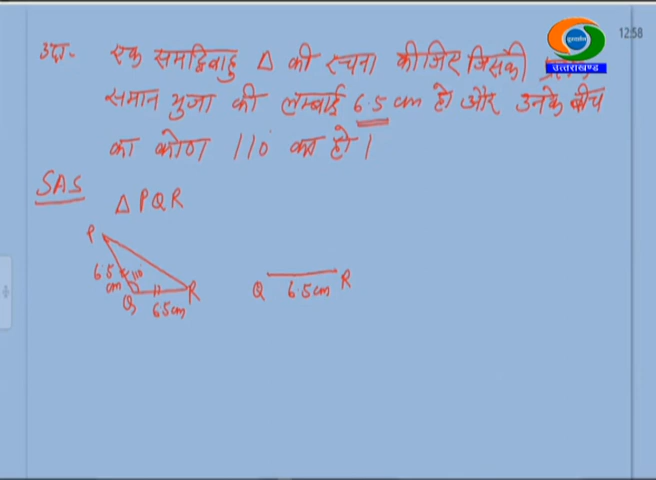 उदा- एक समद्विबाहु Δ की रचना कीजिए जिसकी
समान भुजा की लम्बाई 6.5 cm हो और उनके बीच
का कोण 110° का हो।
SAS
Δ PQR
P
6.5 cm 110°
Q 6.5cm R
Q 6.5cm R
उत्तराखण्ड
12:58